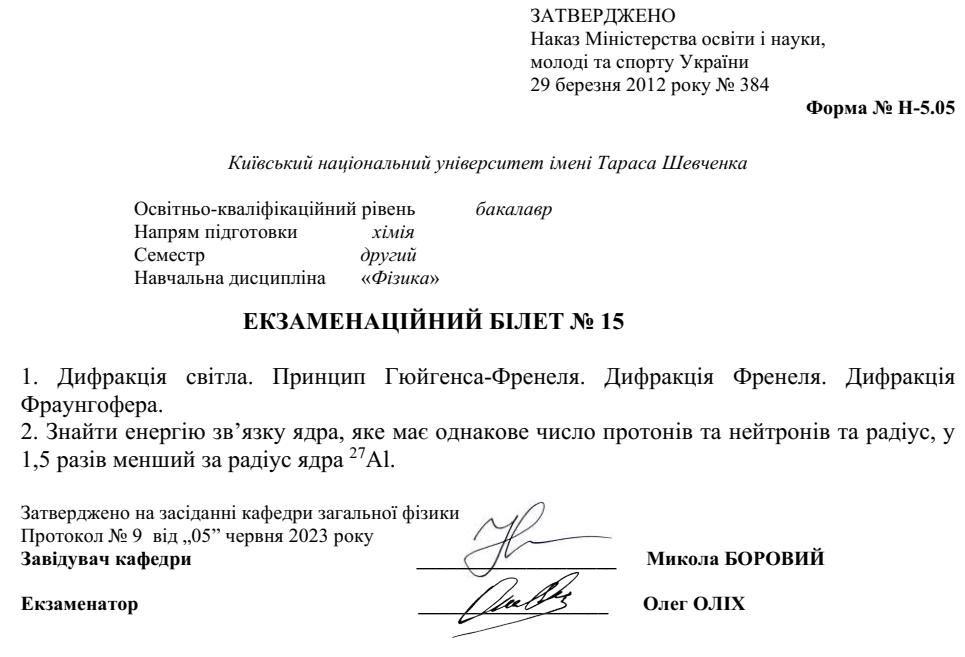 ЗАТВЕРДЖЕНО
Наказ Міністерства освіти і науки,
молоді та спорту України
29 березня 2012 року № 384
Форма № Н-5.05
Київський національний університет імені Тараса Шевченка
Освітньо-кваліфікаційний рівень бакалавр
Напрям підготовки хімія
Семестр другий
Навчальна дисципліна «Фізика»
ЕКЗАМЕНАЦІЙНИЙ БІЛЕТ № 15
1. Дифракція світла. Принцип Гюйгенса-Френеля. Дифракція Френеля. Дифракція
Фраунгофера.
2. Знайти енергію зв’язку ядра, яке має однакове число протонів та нейтронів та радіус, у
1,5 разів менший за радіус ядра ²⁷Al.
Затверджено на засіданні кафедри загальної фізики
Протокол № 9 від „05” червня 2023 року
Завідувач кафедри ____________________ Микола БОРОВИЙ
Екзаменатор ____________________ Олег ОЛІХ